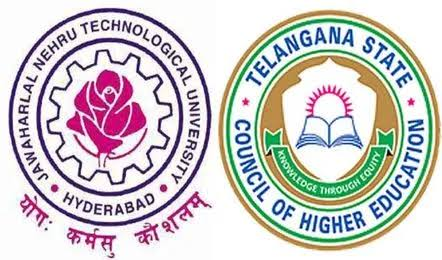 JAWAHARLAL NEHRU TECHNOLOGICAL UNIVERSITY
• HYDERABAD •
योगः कर्मसु कौशलम्
TELANGANA STATE
COUNCIL OF HIGHER EDUCATION
KNOWLEDGE THROUGH EQUITY